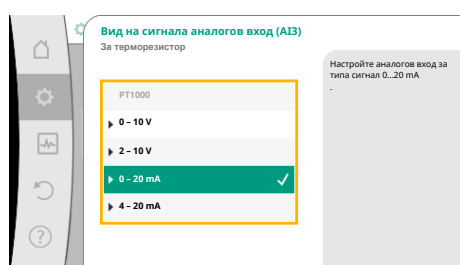 Вид на сигнала аналогов вход (AI3)
За терморезистор
Настройте аналогов вход за
типа сигнал 0...20 mA
.
PT1000
0 – 10 V
2 – 10 V
0 – 20 mA
4 – 20 mA